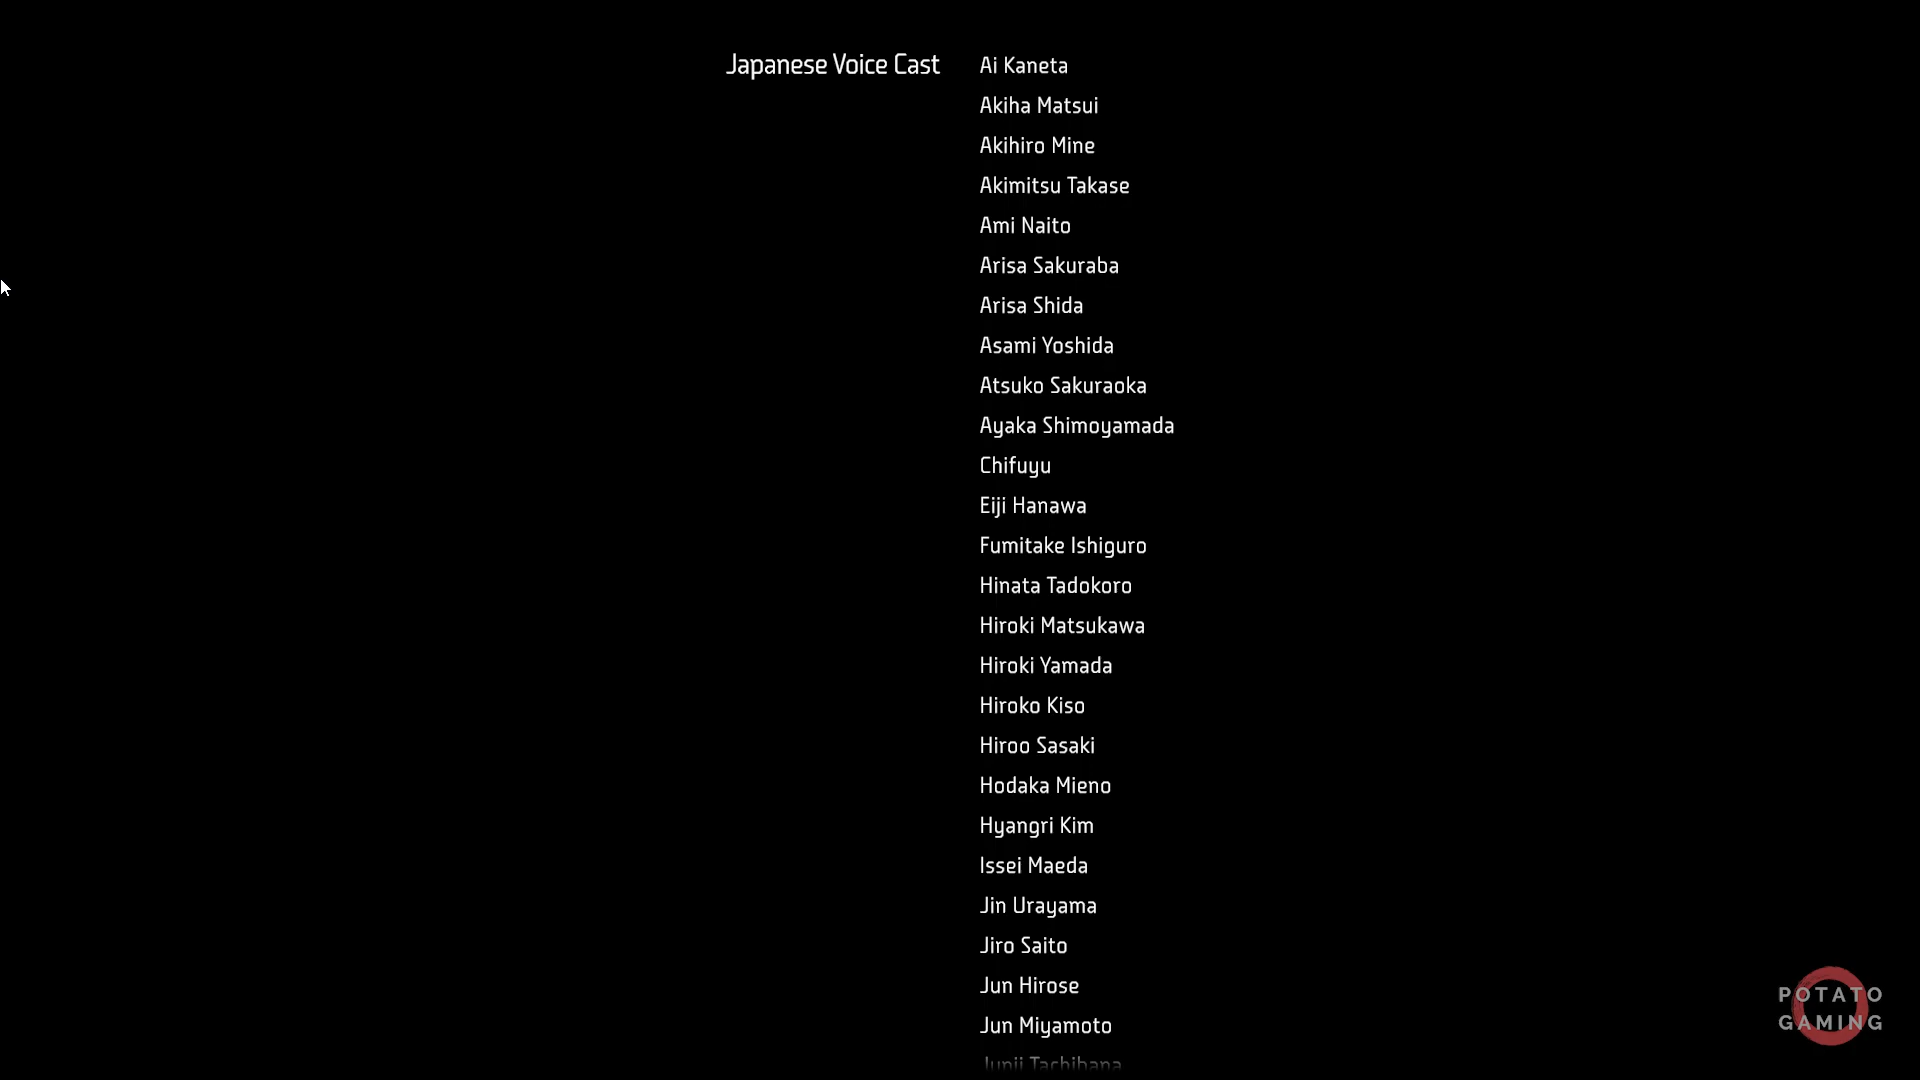 Japanese Voice Cast
Ai Kaneta
Akiha Matsui
Akihiro Mine
Akimitsu Takase
Ami Naito
Arisa Sakuraba
Arisa Shida
Asami Yoshida
Atsuko Sakuraoka
Ayaka Shimoyamada
Chifuyu
Eiji Hanawa
Fumitake Ishiguro
Hinata Tadokoro
Hiroki Matsukawa
Hiroki Yamada
Hiroko Kiso
Hiroo Sasaki
Hodaka Mieno
Hyangri Kim
Issei Maeda
Jin Urayama
Jiro Saito
Jun Hirose
Jun Miyamoto
Junji Tachibana
POTATO
GAMING